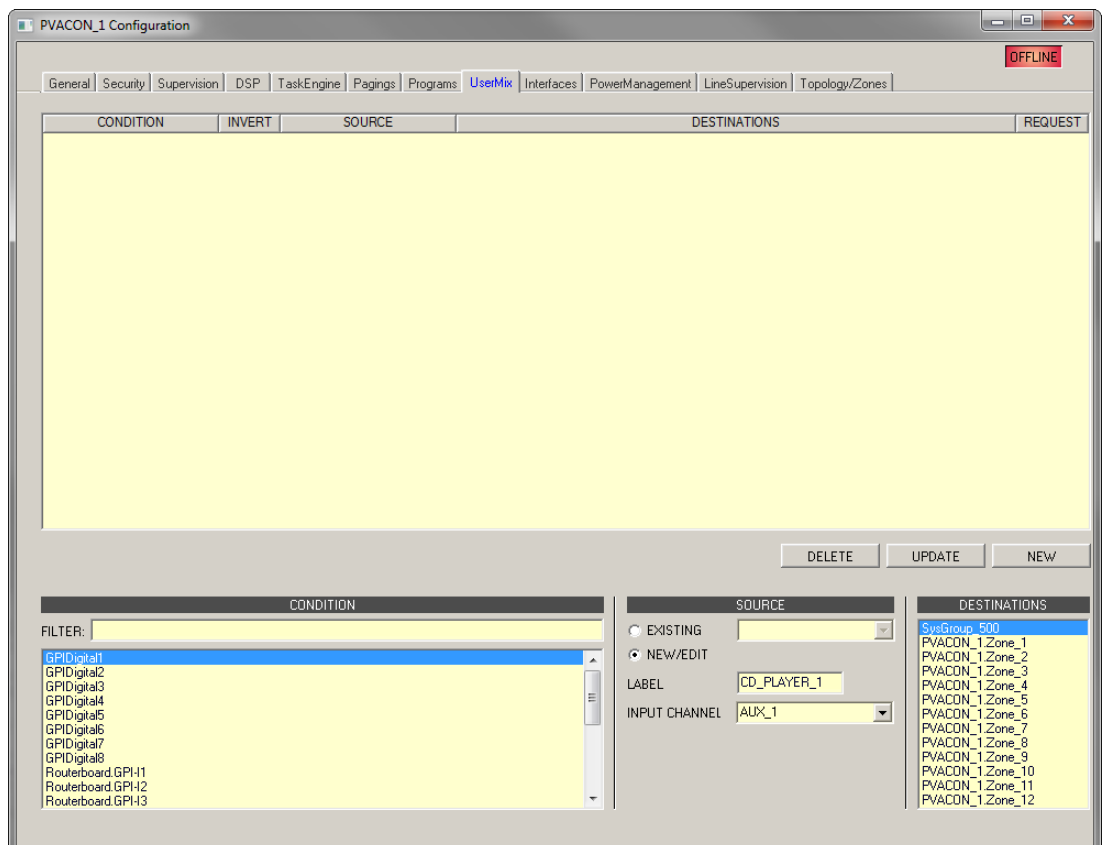 PVACON_1 Configuration
OFFLINE
General Security Supervision DSP TaskEngine Pagings Programs UserMix Interfaces PowerManagement LineSupervision Topology/Zones
CONDITION INVERT SOURCE DESTINATIONS REQUEST
DELETE UPDATE NEW
CONDITION
FILTER:
GPIDigital1
GPIDigital2
GPIDigital3
GPIDigital4
GPIDigital5
GPIDigital6
GPIDigital7
GPIDigital8
Routerboard.GPI-I1
Routerboard.GPI-I2
Routerboard.GPI-I3
SOURCE
EXISTING
NEW/EDIT
LABEL CD_PLAYER_1
INPUT CHANNEL AUX_1
DESTINATIONS
SysGroup_500
PVACON_1.Zone_1
PVACON_1.Zone_2
PVACON_1.Zone_3
PVACON_1.Zone_4
PVACON_1.Zone_5
PVACON_1.Zone_6
PVACON_1.Zone_7
PVACON_1.Zone_8
PVACON_1.Zone_9
PVACON_1.Zone_10
PVACON_1.Zone_11
PVACON_1.Zone_12